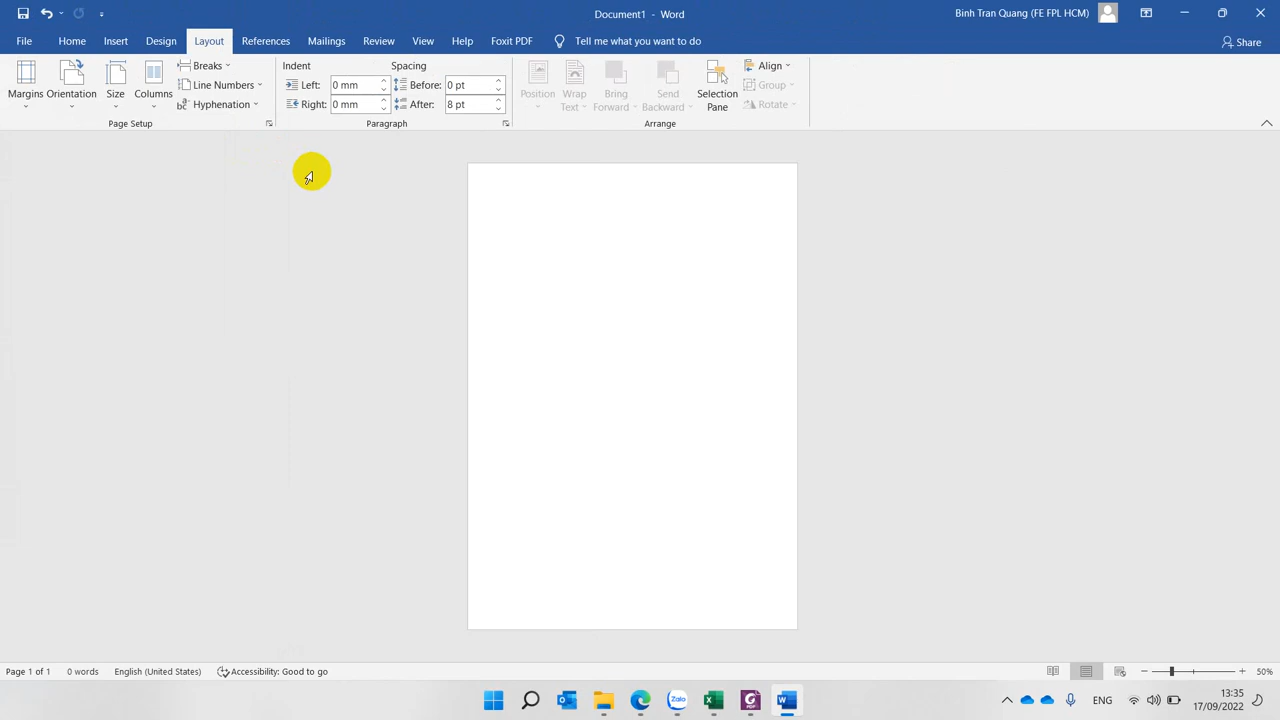 Document1 - Word
Binh Tran Quang (FE FPL HCM)
File Home Insert Design Layout References Mailings Review View Help Foxit PDF Tell me what you want to do Share
Margins Orientation Size Columns
Breaks
Line Numbers
Hyphenation
Page Setup
Indent Spacing
Left: 0 mm Before: 0 pt
Right: 0 mm After: 8 pt
Paragraph
Position Wrap Text Bring Forward Send Backward Selection Pane
Align
Group
Rotate
Arrange
Page 1 of 1 0 words English (United States) Accessibility: Good to go 50%
Zalo
PDF
ENG
13:35
17/09/2022